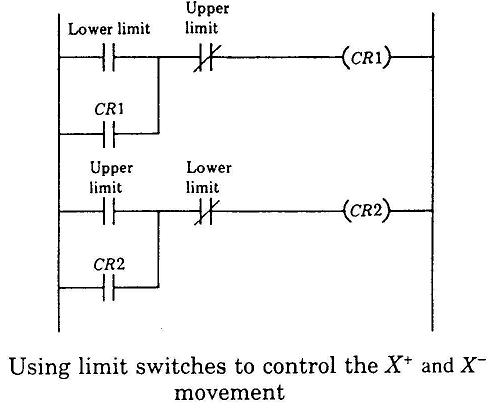 Upper
limit
Lower limit
(CR1)
CR1
Upper
limit
Lower
limit
(CR2)
CR2
Using limit switches to control the X⁺ and X⁻
movement